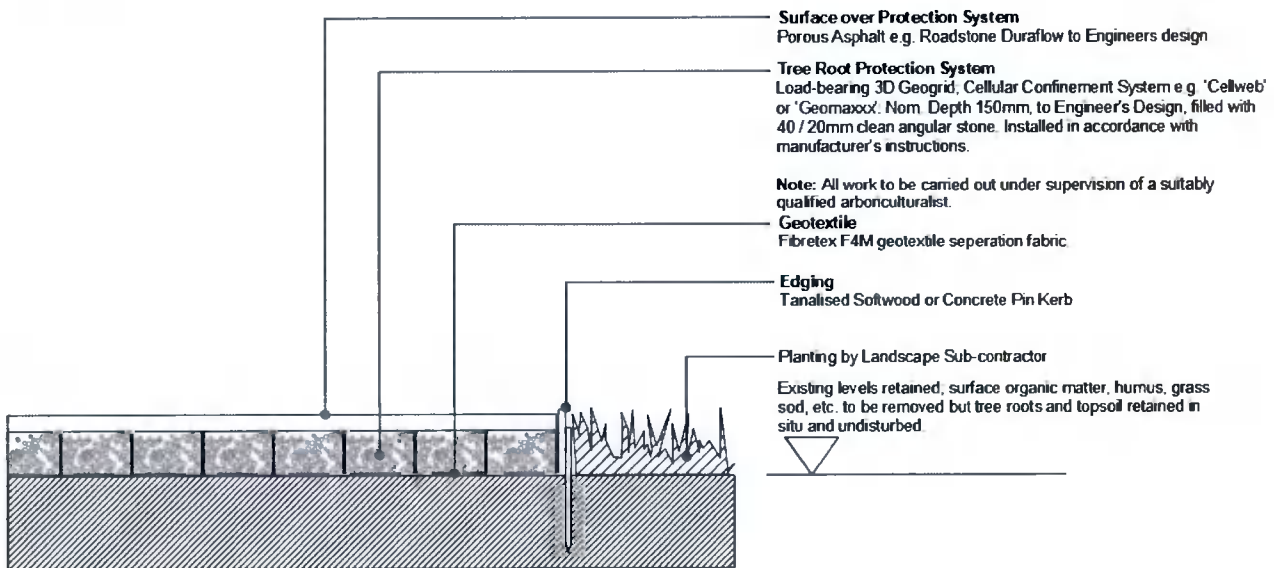 Surface over Protection System
Porous Asphalt e.g. Roadstone Duraflow to Engineers design
Tree Root Protection System
Load-bearing 3D Geogrid, Cellular Confinement System e.g. 'Cellweb'
or 'Geomaxxx'. Nom. Depth 150mm, to Engineer's Design, filled with
40 / 20mm clean angular stone. Installed in accordance with
manufacturer's instructions.
Note: All work to be carried out under supervision of a suitably
qualified arboriculturalist.
Geotextile
Fibretex F4M geotextile seperation fabric.
Edging
Tanalised Softwood or Concrete Pin Kerb
Planting by Landscape Sub-contractor
Existing levels retained; surface organic matter, humus, grass
sod, etc. to be removed but tree roots and topsoil retained in
situ and undisturbed.